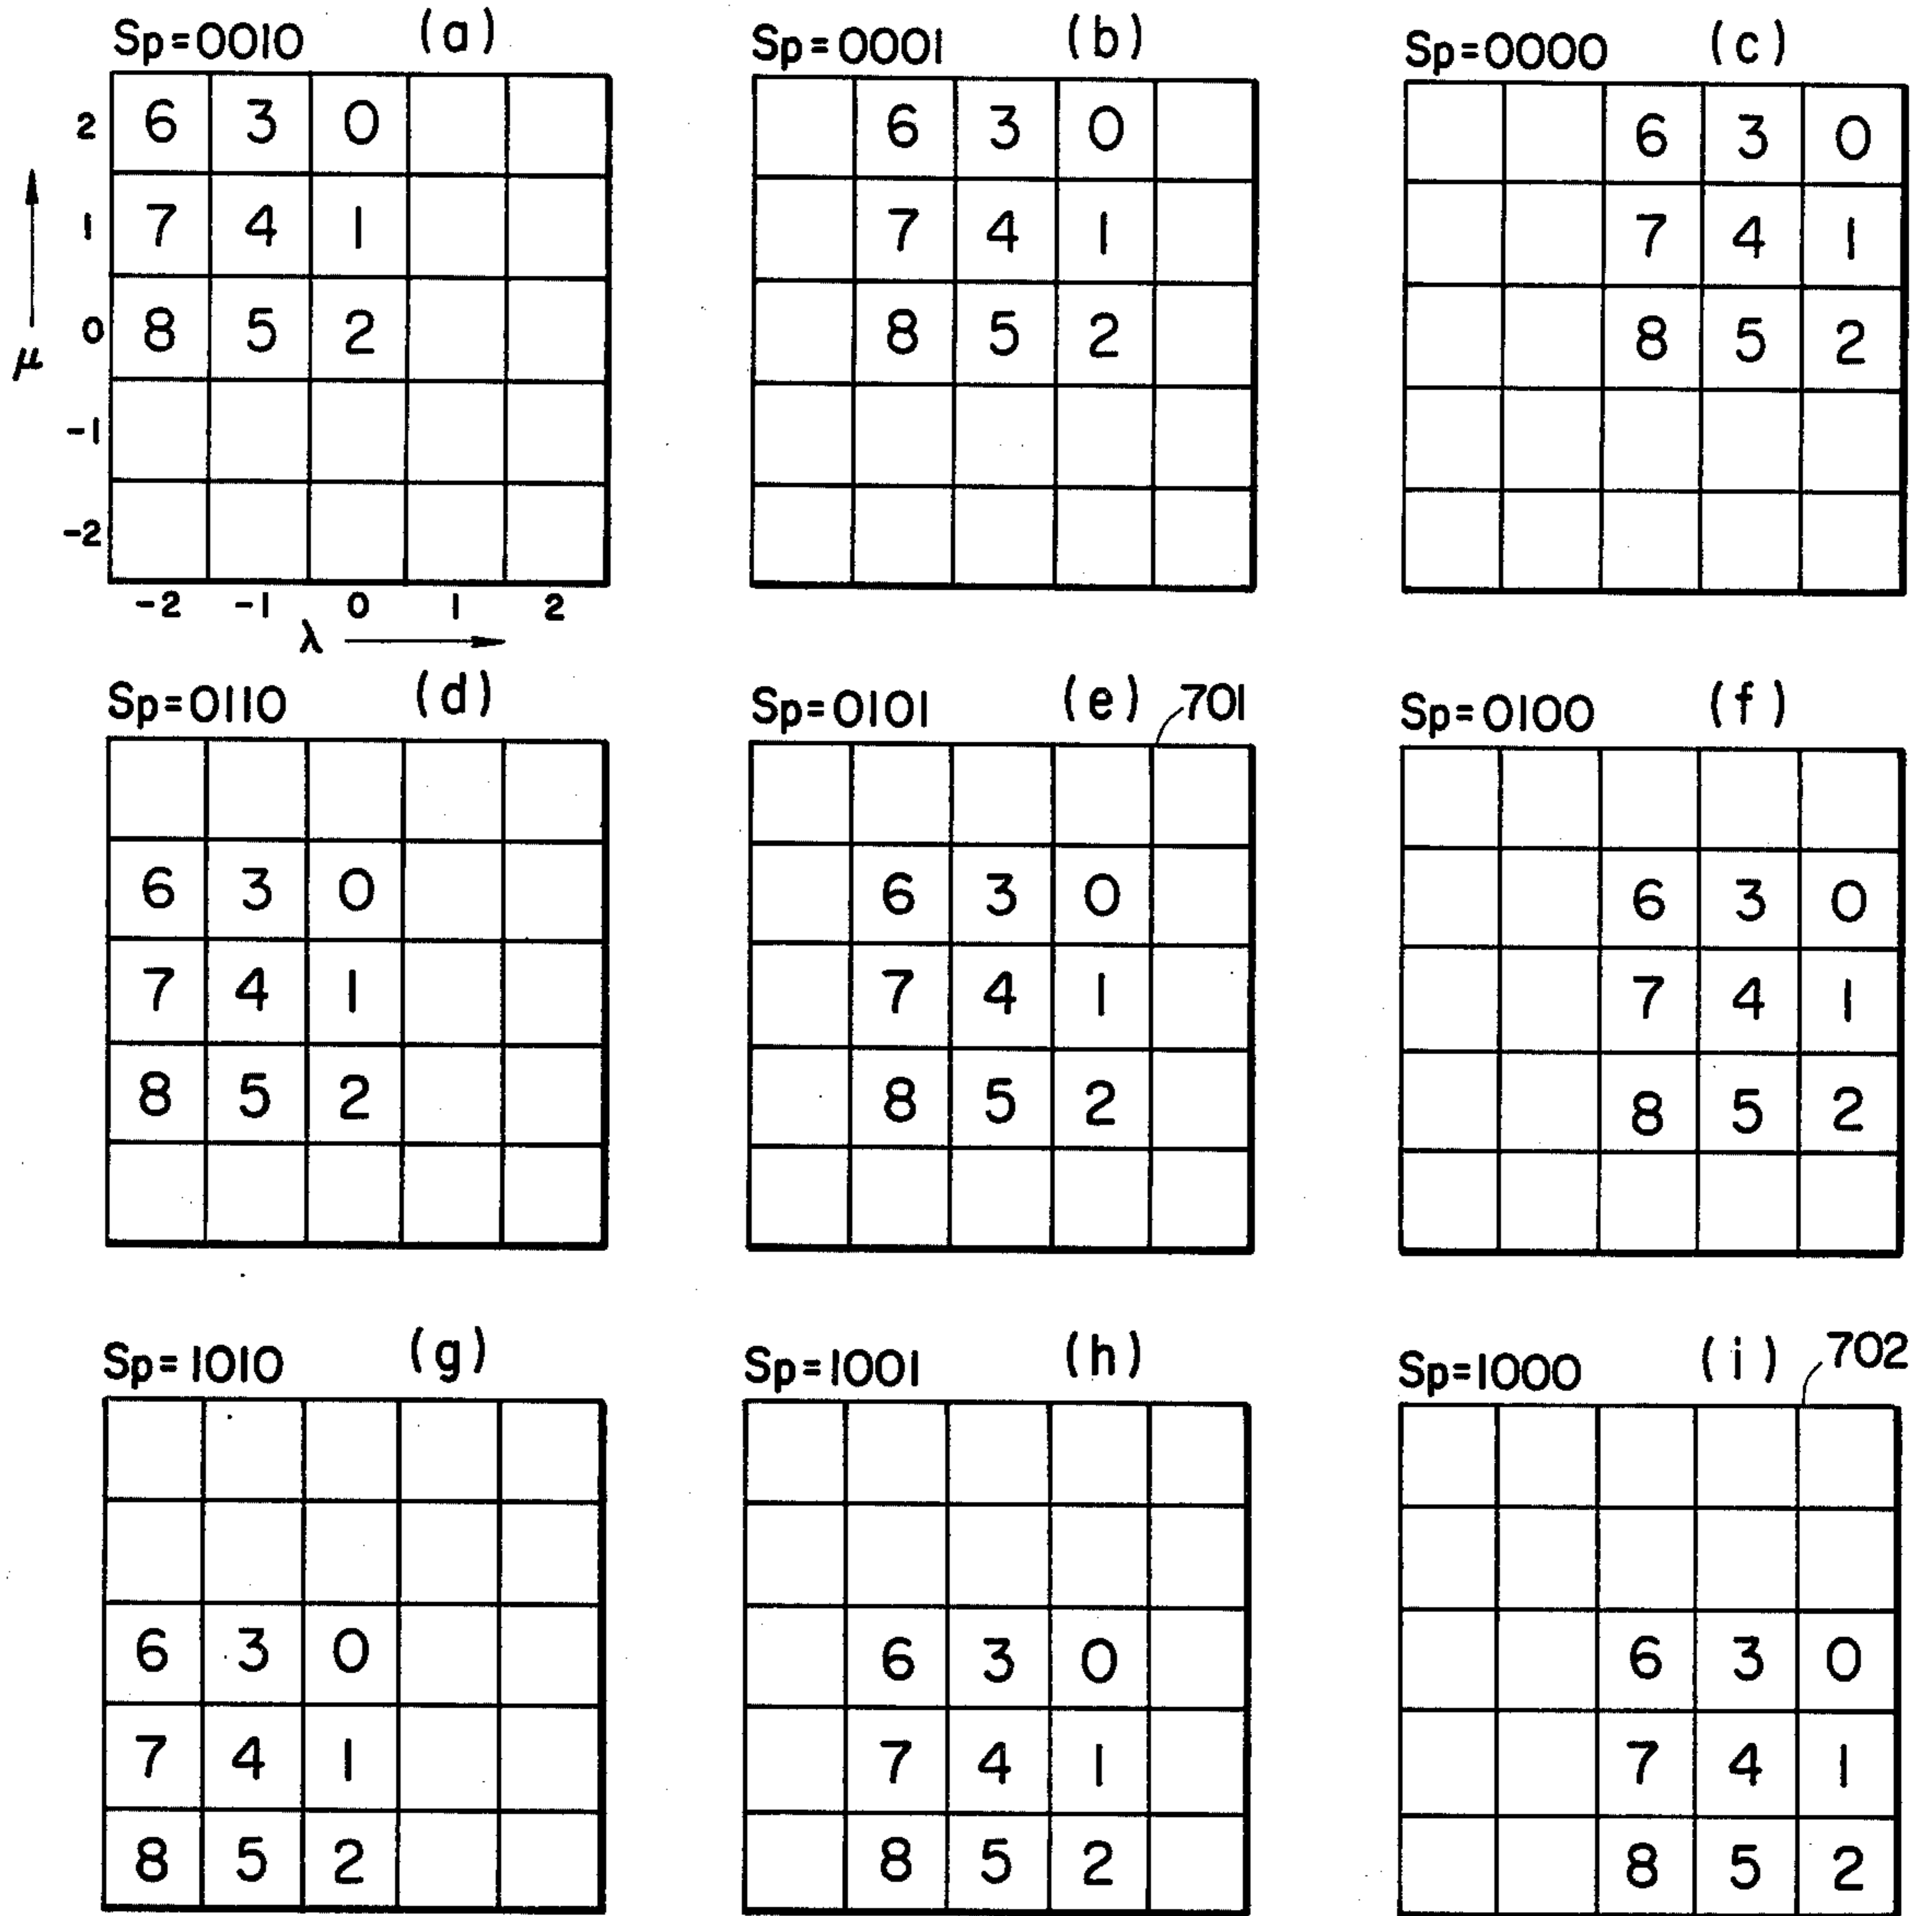 Sp=0010 (a)
2 6 3 0
1 7 4 1
0 8 5 2
μ
-1
-2
-2 -1 0 1 2
λ
Sp=0001 (b)
6 3 0
7 4 1
8 5 2
Sp=0000 (c)
6 3 0
7 4 1
8 5 2
Sp=0110 (d)
6 3 0
7 4 1
8 5 2
Sp=0101 (e) 701
6 3 0
7 4 1
8 5 2
Sp=0100 (f)
6 3 0
7 4 1
8 5 2
Sp=1010 (g)
6 3 0
7 4 1
8 5 2
Sp=1001 (h)
6 3 0
7 4 1
8 5 2
Sp=1000 (i) 702
6 3 0
7 4 1
8 5 2